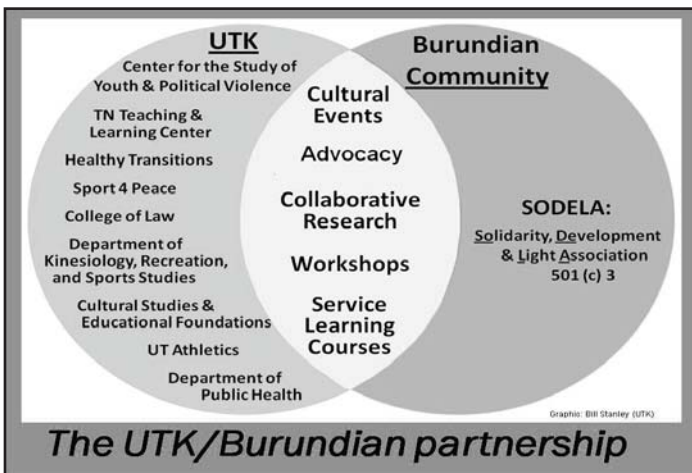 UTK
Center for the Study of
Youth & Political Violence
TN Teaching &
Learning Center
Healthy Transitions
Sport 4 Peace
College of Law
Department of
Kinesiology, Recreation,
and Sports Studies
Cultural Studies &
Educational Foundations
UT Athletics
Department of
Public Health
Cultural
Events
Advocacy
Collaborative
Research
Workshops
Service
Learning
Courses
Burundian
Community
SODELA:
Solidarity, Development
& Light Association
501 (c) 3
Graphic: Bill Stanley (UTK)
The UTK/Burundian partnership